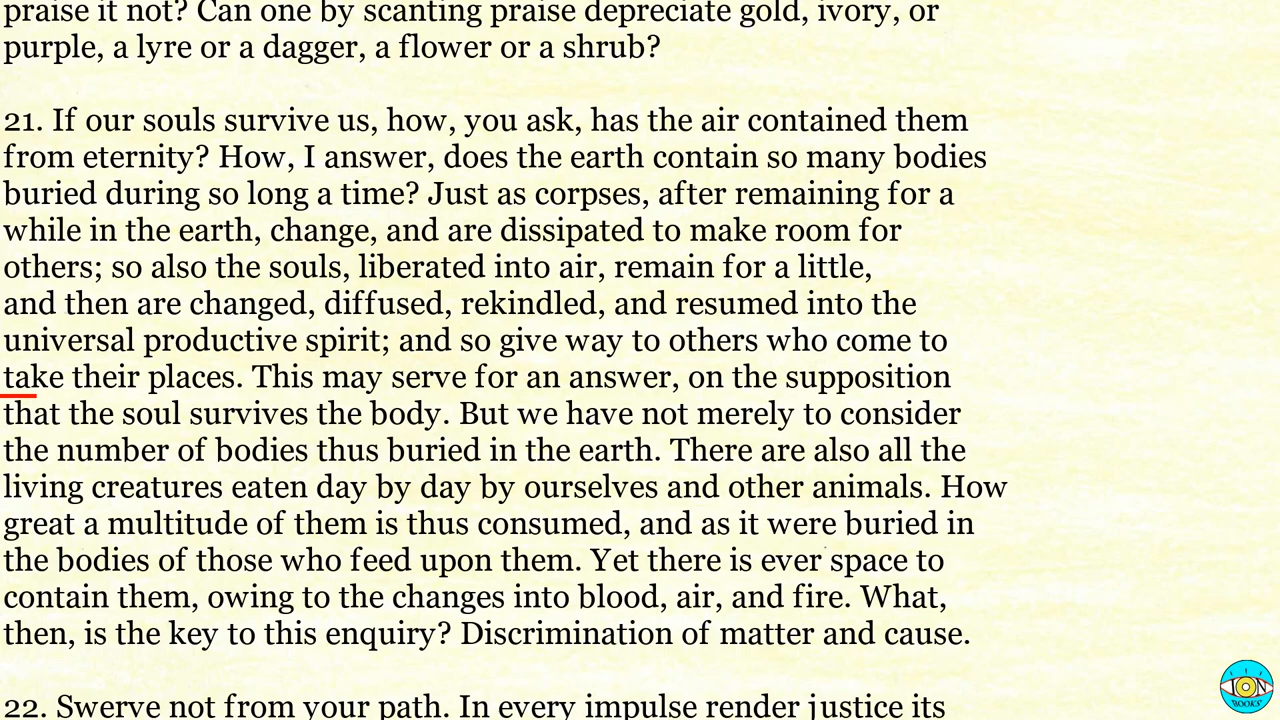 praise it not? Can one by scanting praise depreciate gold, ivory, or
purple, a lyre or a dagger, a flower or a shrub?
21. If our souls survive us, how, you ask, has the air contained them
from eternity? How, I answer, does the earth contain so many bodies
buried during so long a time? Just as corpses, after remaining for a
while in the earth, change, and are dissipated to make room for
others; so also the souls, liberated into air, remain for a little,
and then are changed, diffused, rekindled, and resumed into the
universal productive spirit; and so give way to others who come to
take their places. This may serve for an answer, on the supposition
that the soul survives the body. But we have not merely to consider
the number of bodies thus buried in the earth. There are also all the
living creatures eaten day by day by ourselves and other animals. How
great a multitude of them is thus consumed, and as it were buried in
the bodies of those who feed upon them. Yet there is ever space to
contain them, owing to the changes into blood, air, and fire. What,
then, is the key to this enquiry? Discrimination of matter and cause.
22. Swerve not from your path. In every impulse render justice its
ION
BOOKS